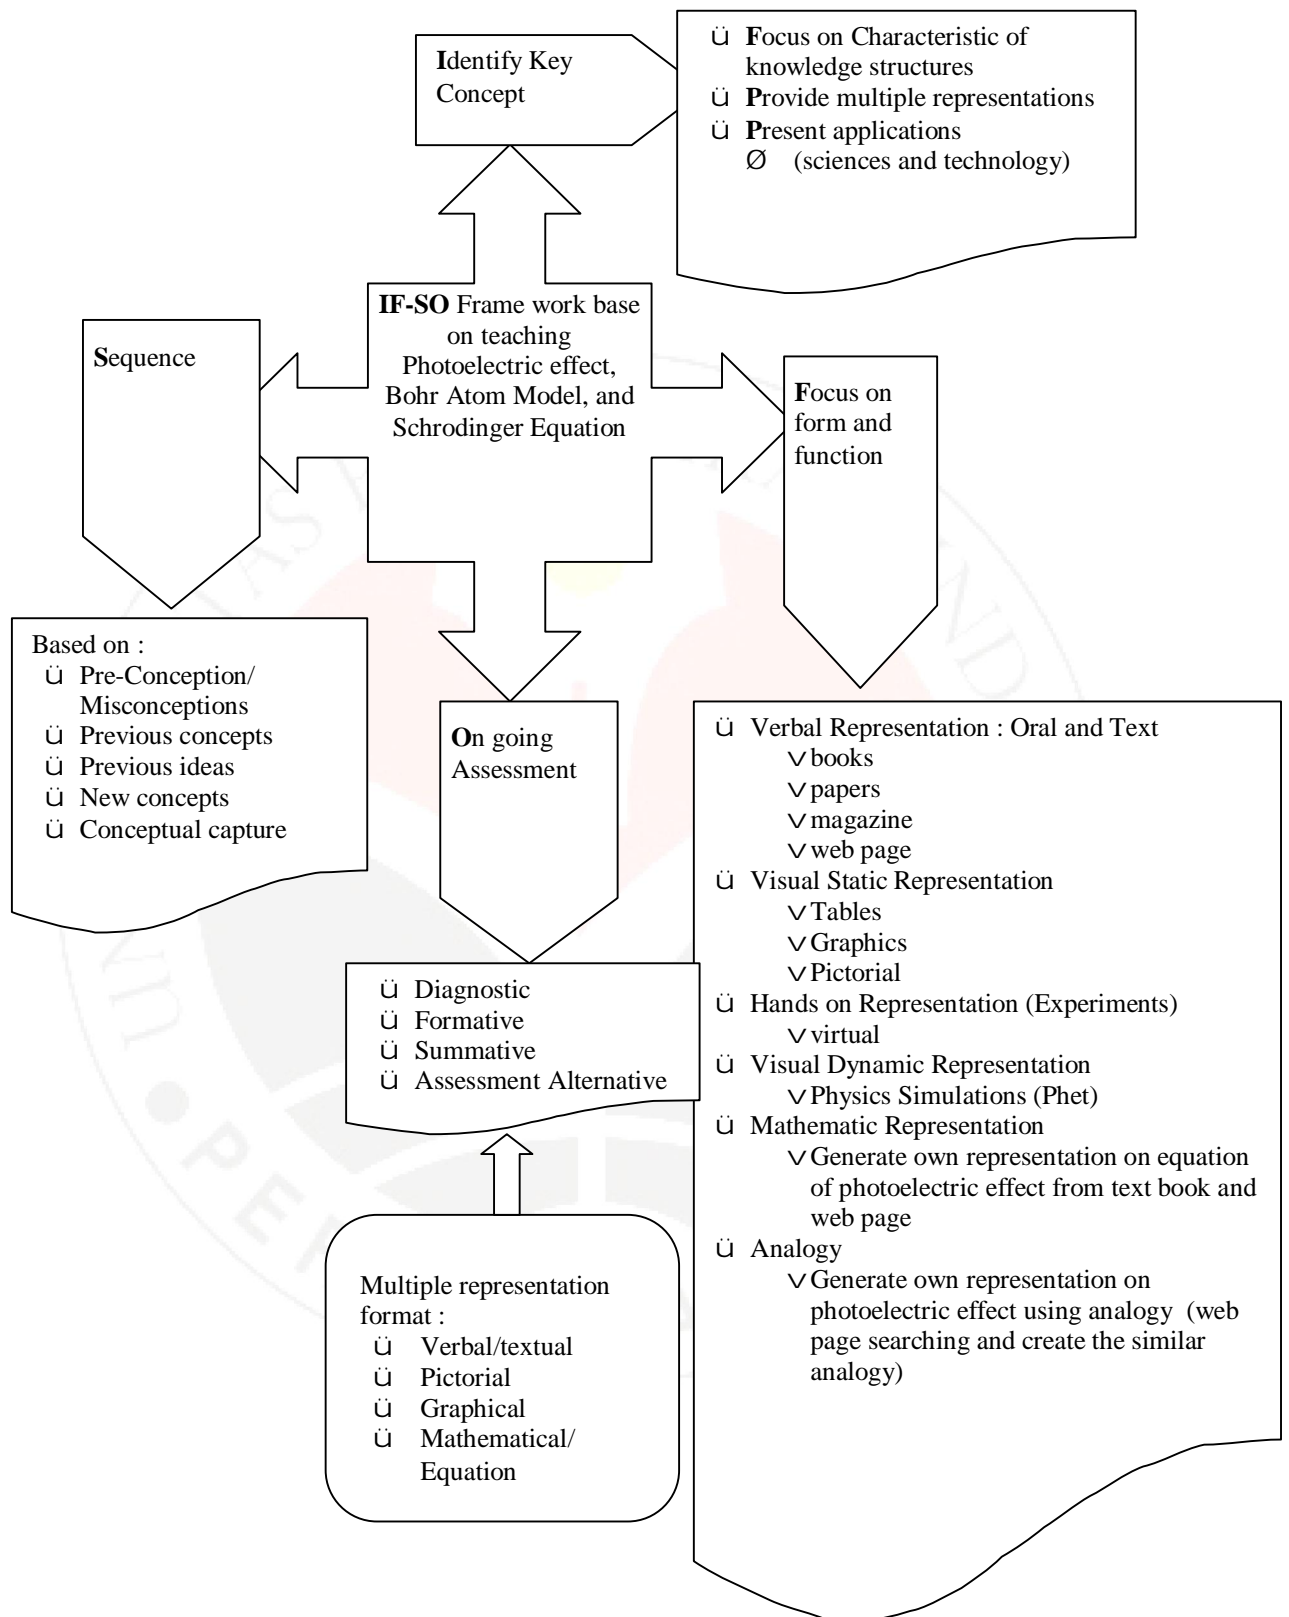 Identify Key
Concept
ü Focus on Characteristic of
knowledge structures
ü Provide multiple representations
ü Present applications
Ø (sciences and technology)
IF-SO Frame work base
on teaching
Photoelectric effect,
Bohr Atom Model, and
Schrodinger Equation
Sequence
Focus on
form and
function
Based on :
ü Pre-Conception/
Misconceptions
ü Previous concepts
ü Previous ideas
ü New concepts
ü Conceptual capture
On going
Assessment
ü Diagnostic
ü Formative
ü Summative
ü Assessment Alternative
Multiple representation
format :
ü Verbal/textual
ü Pictorial
ü Graphical
ü Mathematical/
Equation
ü Verbal Representation : Oral and Text
v books
v papers
v magazine
v web page
ü Visual Static Representation
v Tables
v Graphics
v Pictorial
ü Hands on Representation (Experiments)
v virtual
ü Visual Dynamic Representation
v Physics Simulations (Phet)
ü Mathematic Representation
v Generate own representation on equation
of photoelectric effect from text book and
web page
ü Analogy
v Generate own representation on
photoelectric effect using analogy (web
page searching and create the similar
analogy)